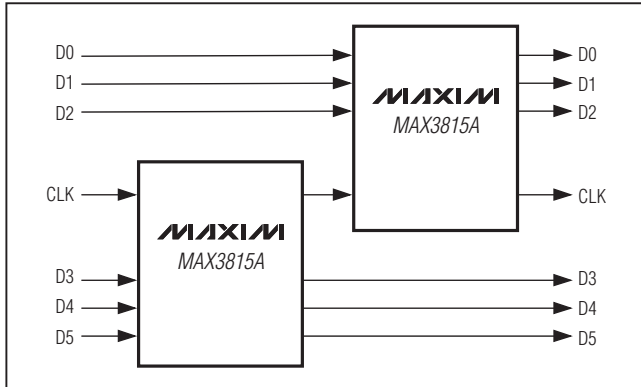 D0 D0
D1 D1
D2 D2
MAXIM
MAX3815A
CLK CLK
MAXIM
MAX3815A
D3 D3
D4 D4
D5 D5